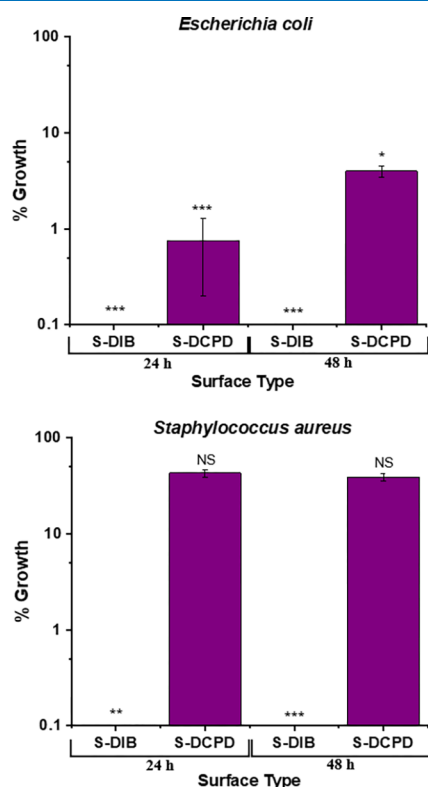 Escherichia coli
100
10
1
0.1
% Growth
***
***
***
*
S-DIB S-DCPD S-DIB S-DCPD
24 h 48 h
Surface Type
Staphylococcus aureus
100
10
1
0.1
% Growth
**
NS
***
NS
S-DIB S-DCPD S-DIB S-DCPD
24 h 48 h
Surface Type